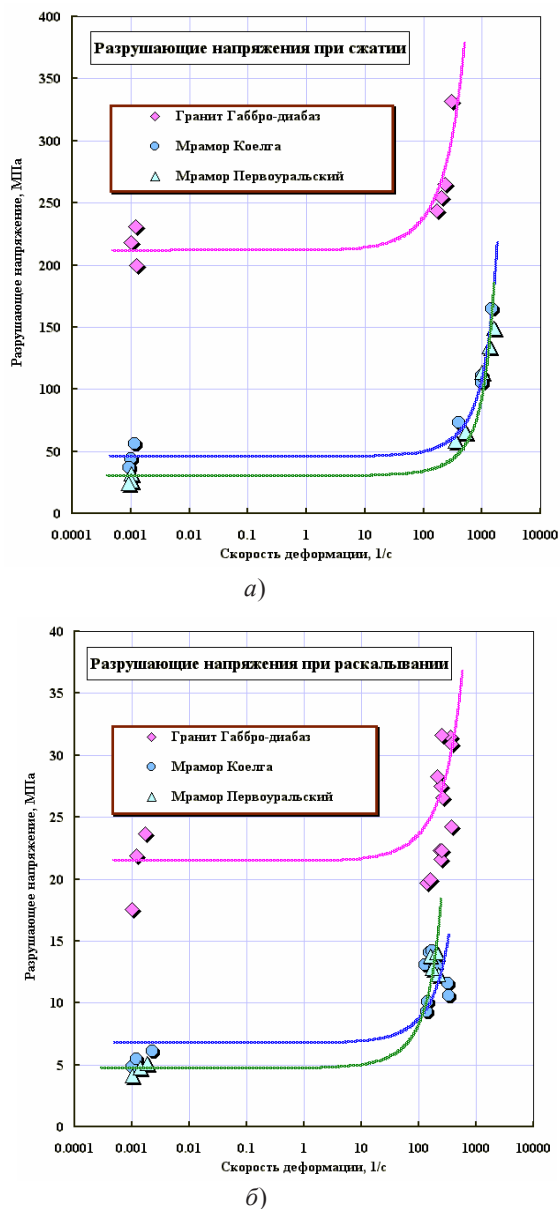 Разрушающие напряжения при сжатии
Гранит Габбро-диабаз
Мрамор Коелга
Мрамор Первоуральский
Разрушающее напряжение, МПа
400
350
300
250
200
150
100
50
0
0.0001 0.001 0.01 0.1 1 10 100 1000 10000
Скорость деформации, 1/с
а)
Разрушающие напряжения при раскалывании
Гранит Габбро-диабаз
Мрамор Коелга
Мрамор Первоуральский
Разрушающее напряжение, МПа
40
35
30
25
20
15
10
5
0
0.0001 0.001 0.01 0.1 1 10 100 1000 10000
Скорость деформации, 1/с
б)